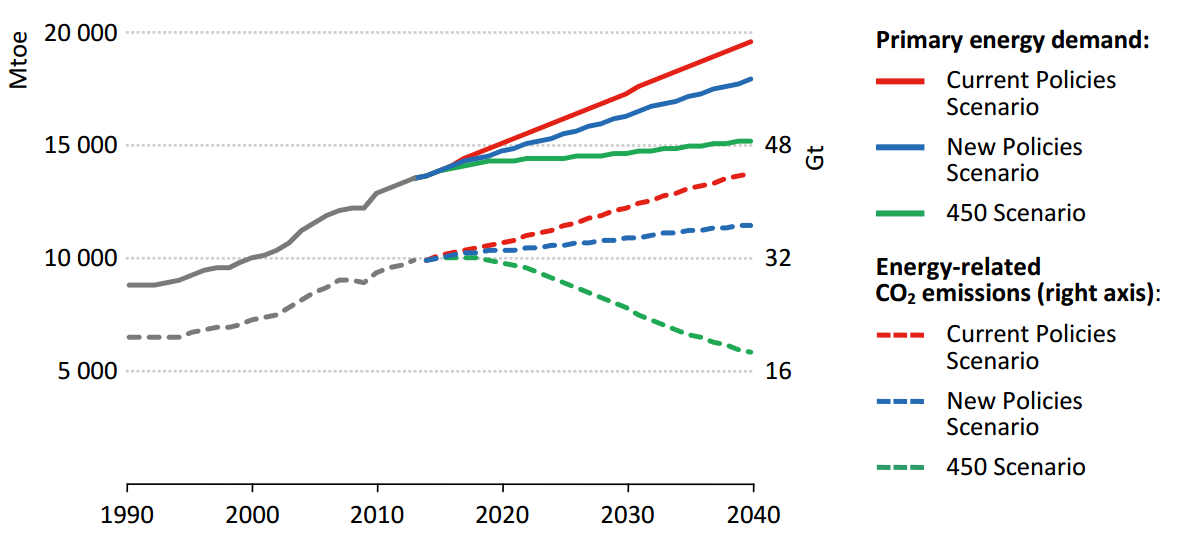 Mtoe
20 000
15 000
10 000
5 000
48
32
16
Gt
1990 2000 2010 2020 2030 2040
Primary energy demand:
Current Policies
Scenario
New Policies
Scenario
450 Scenario
Energy-related
CO₂ emissions (right axis):
Current Policies
Scenario
New Policies
Scenario
450 Scenario